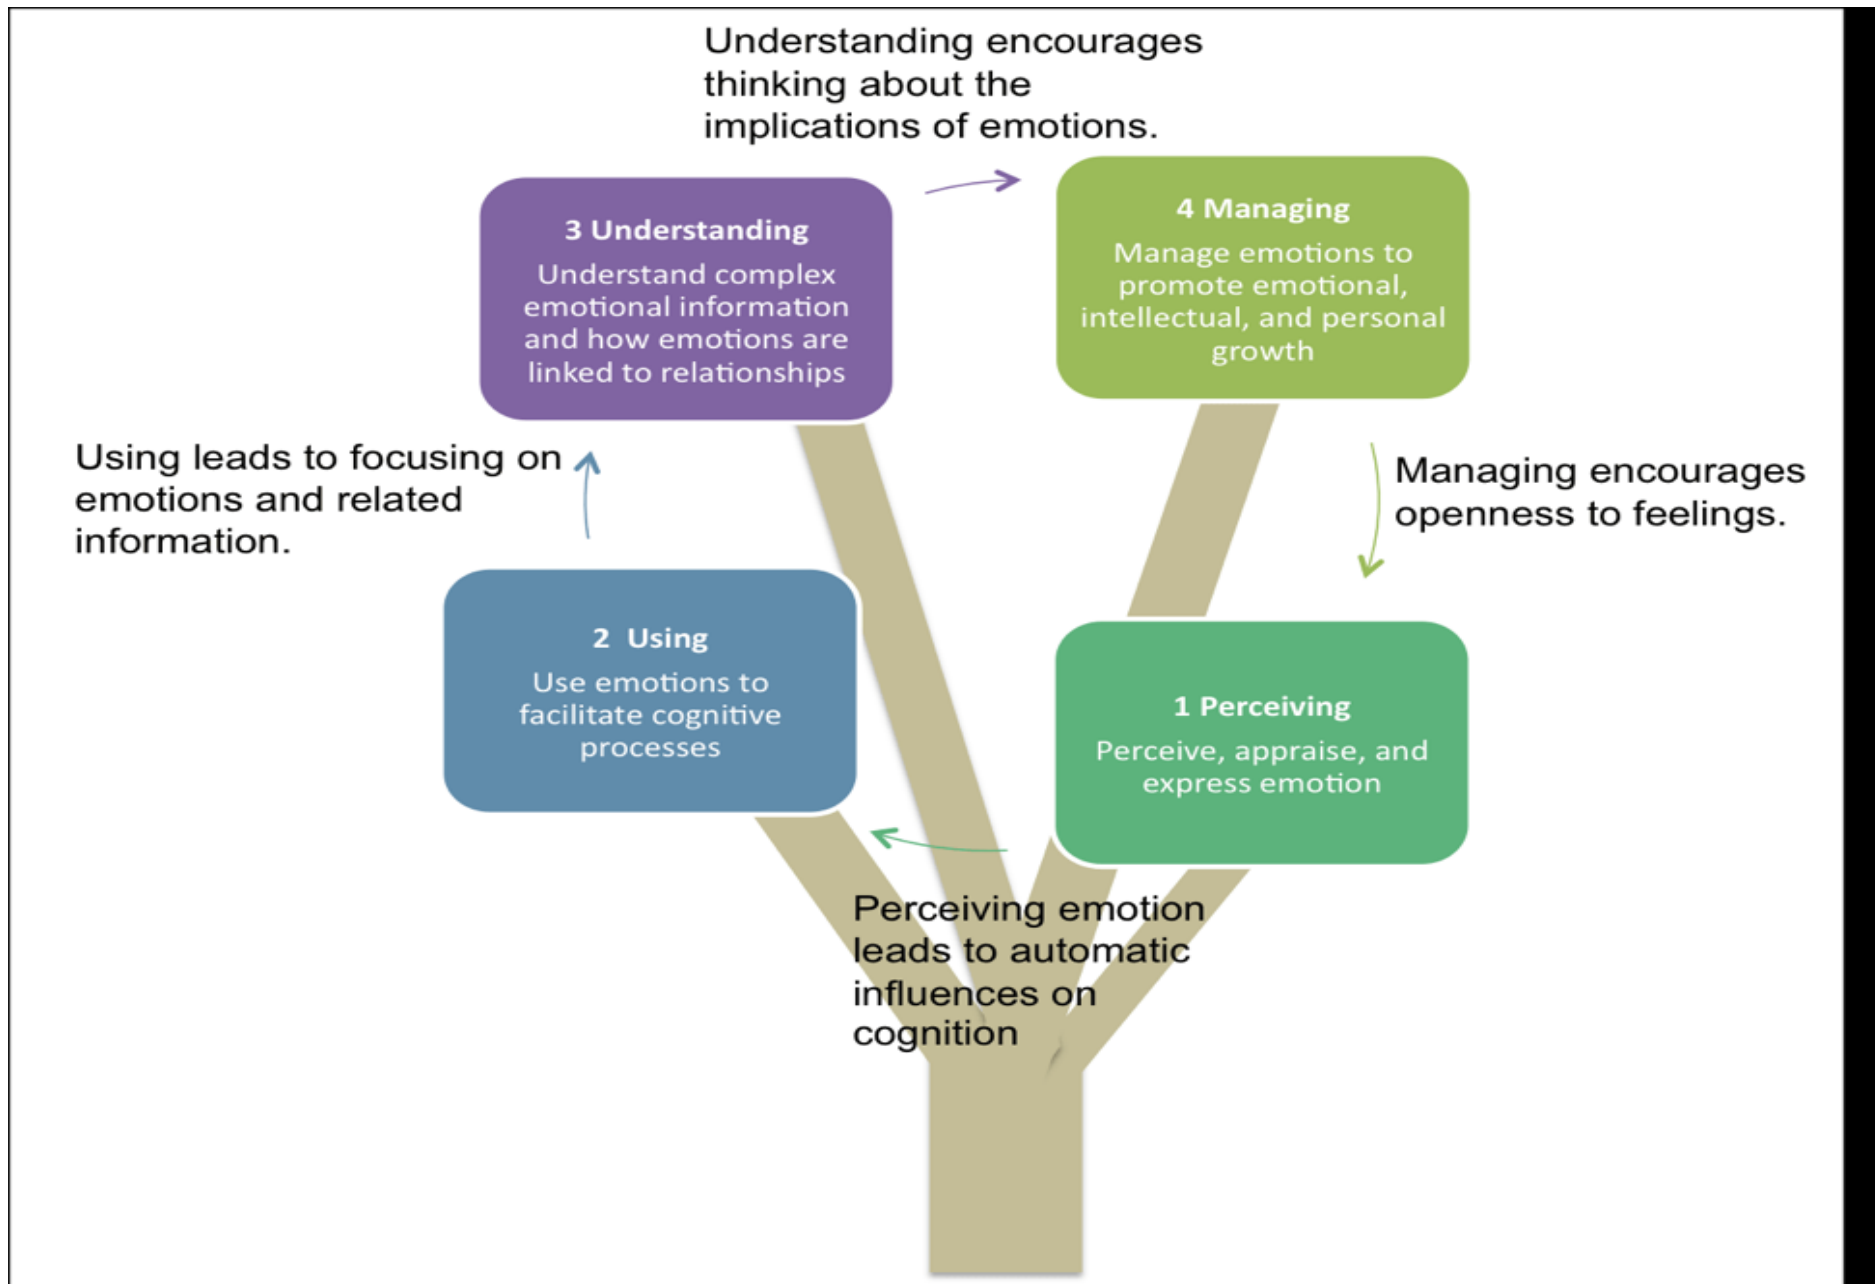 Understanding encourages
thinking about the
implications of emotions.
3 Understanding
Understand complex
emotional information
and how emotions are
linked to relationships
4 Managing
Manage emotions to
promote emotional,
intellectual, and personal
growth
Using leads to focusing on
emotions and related
information.
Managing encourages
openness to feelings.
2  Using
Use emotions to
facilitate cognitive
processes
1 Perceiving
Perceive, appraise, and
express emotion
Perceiving emotion
leads to automatic
influences on
cognition